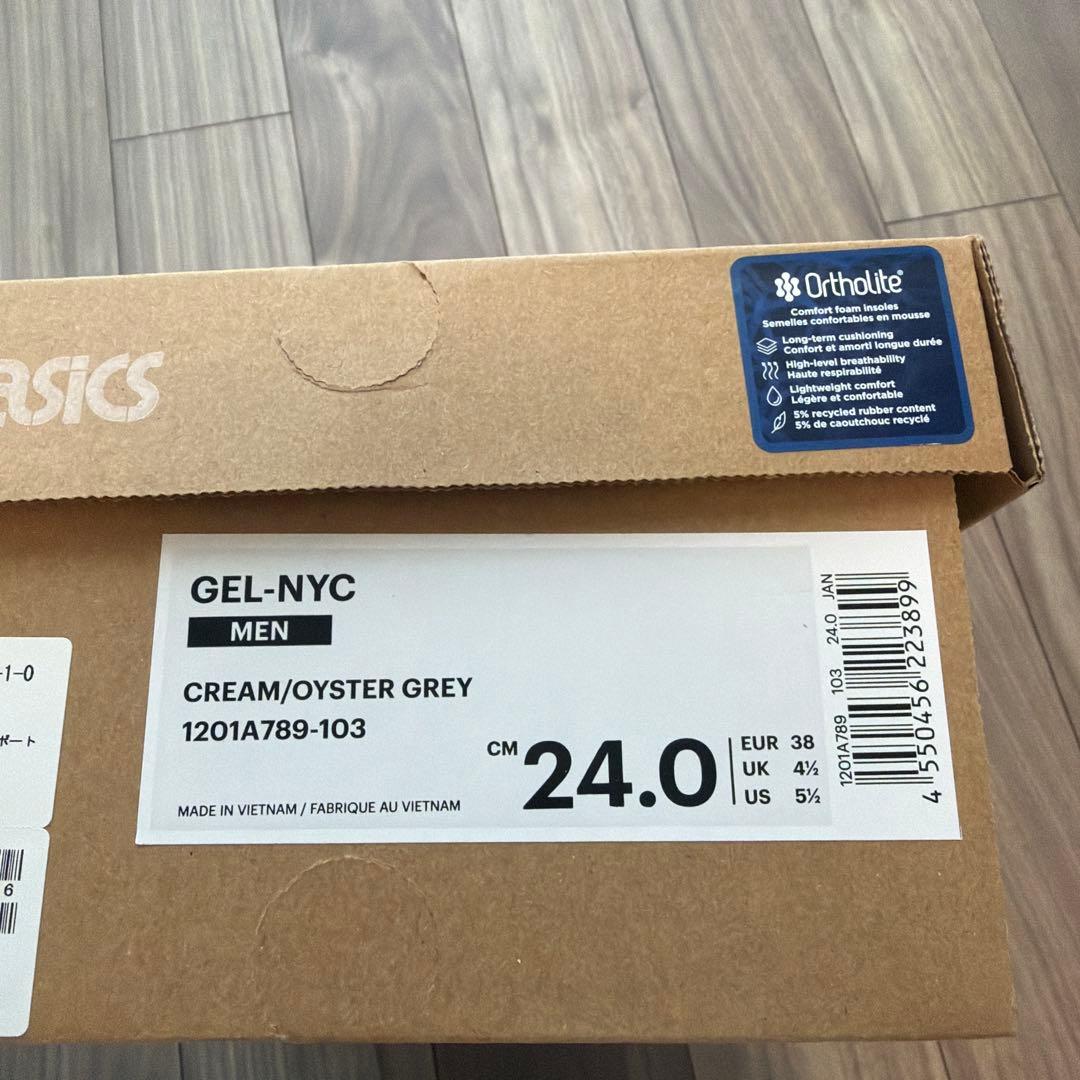 asics
Ortholite®
Comfort foam insoles
Semelles confortables en mousse
Long-term cushioning
Confort et amorti longue durée
High-level breathability
Haute respirabilité
Lightweight comfort
Légère et confortable
5% recycled rubber content
5% de caoutchouc recyclé
GEL-NYC
MEN
CREAM/OYSTER GREY
1201A789-103
CM 24.0
EUR 38
UK 4½
US 5½
MADE IN VIETNAM / FABRIQUE AU VIETNAM
1201A789 103 24.0 JAN
4 550456 223899
-1-0
ポート
6